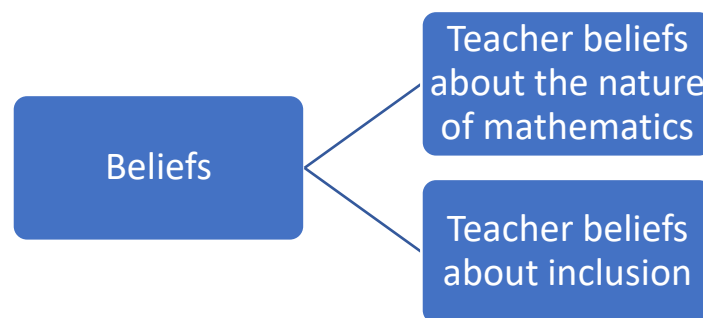 Beliefs
Teacher beliefs
about the nature
of mathematics
Teacher beliefs
about inclusion